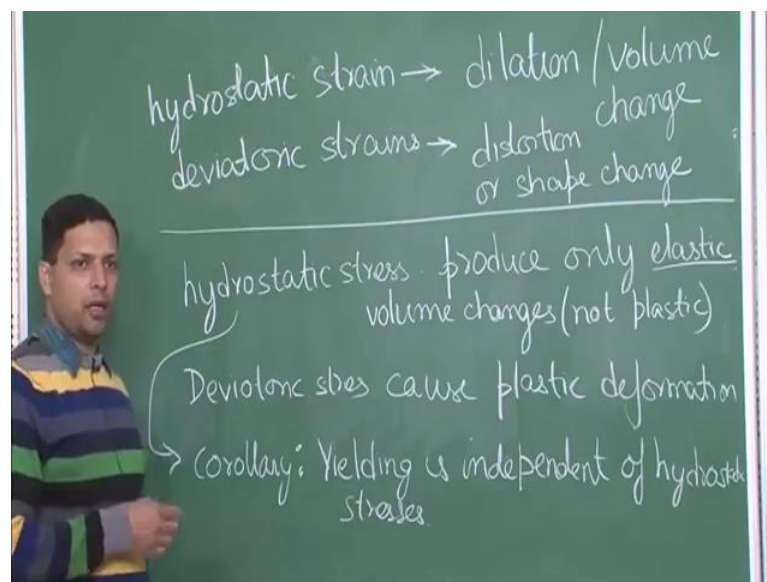 hydrostatic strain → dilation / volume
change
deviatoric strains → distortion
or shape change
hydrostatic stress produce only elastic
volume changes (not plastic)
Deviatoric stres cause plastic deformation
Corollary: Yielding is independent of hydrostatic
stresses